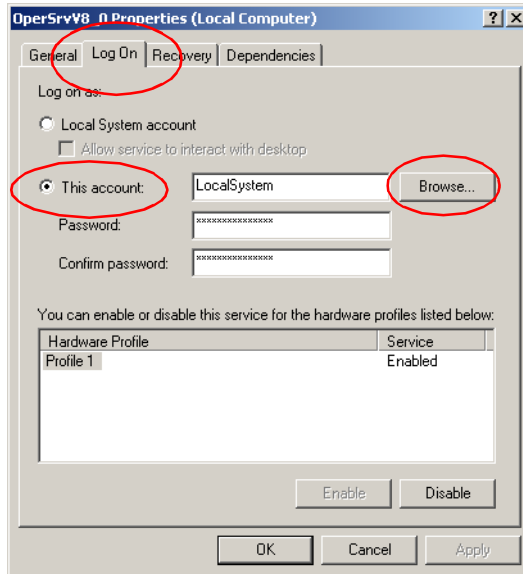 OperSrvV8_0 Properties (Local Computer)
General Log On Recovery Dependencies
Log on as:
Local System account
Allow service to interact with desktop
This account: LocalSystem Browse...
Password: ***************
Confirm password: ***************
You can enable or disable this service for the hardware profiles listed below:
Hardware Profile Service
Profile 1 Enabled
Enable Disable
OK Cancel Apply